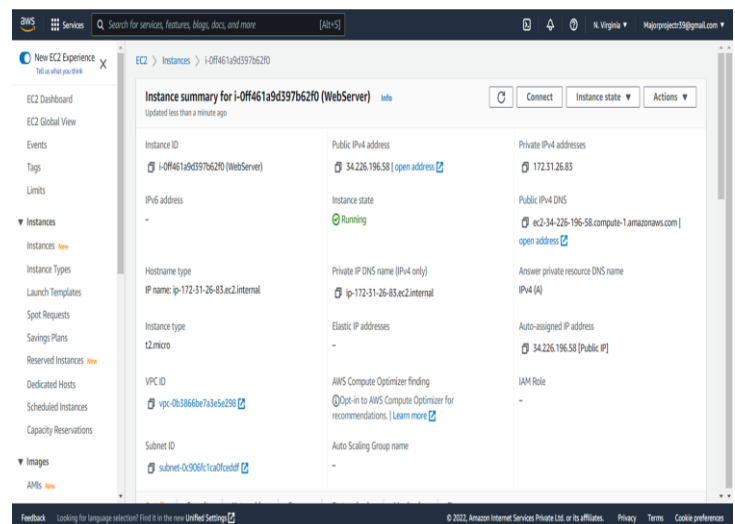 aws Services Search for services, features, blogs, docs, and more [Alt+S] N. Virginia ▼ Majorprojectr39@gmail.com ▼
New EC2 Experience X
Tell us what you think
EC2 Dashboard
EC2 Global View
Events
Tags
Limits
▼ Instances
Instances New
Instance Types
Launch Templates
Spot Requests
Savings Plans
Reserved Instances New
Dedicated Hosts
Scheduled Instances
Capacity Reservations
▼ Images
AMIs New
EC2 > Instances > i-0ff461a9d397b62f0
Instance summary for i-0ff461a9d397b62f0 (WebServer) Info
Updated less than a minute ago
Connect Instance state ▼ Actions ▼
Instance ID
i-0ff461a9d397b62f0 (WebServer)
Public IPv4 address
34.226.196.58 | open address
Private IPv4 addresses
172.31.26.83
IPv6 address
–
Instance state
Running
Public IPv4 DNS
ec2-34-226-196-58.compute-1.amazonaws.com |
open address
Hostname type
IP name: ip-172-31-26-83.ec2.internal
Private IP DNS name (IPv4 only)
ip-172-31-26-83.ec2.internal
Answer private resource DNS name
IPv4 (A)
Instance type
t2.micro
Elastic IP addresses
–
Auto-assigned IP address
34.226.196.58 [Public IP]
VPC ID
vpc-0b3866be7a3e5e298
AWS Compute Optimizer finding
Opt-in to AWS Compute Optimizer for
recommendations. | Learn more
IAM Role
–
Subnet ID
subnet-0c906fc1ca0fceddf
Auto Scaling Group name
–
Feedback Looking for language selection? Find it in the new Unified Settings © 2022, Amazon Internet Services Private Ltd. or its affiliates. Privacy Terms Cookie preferences